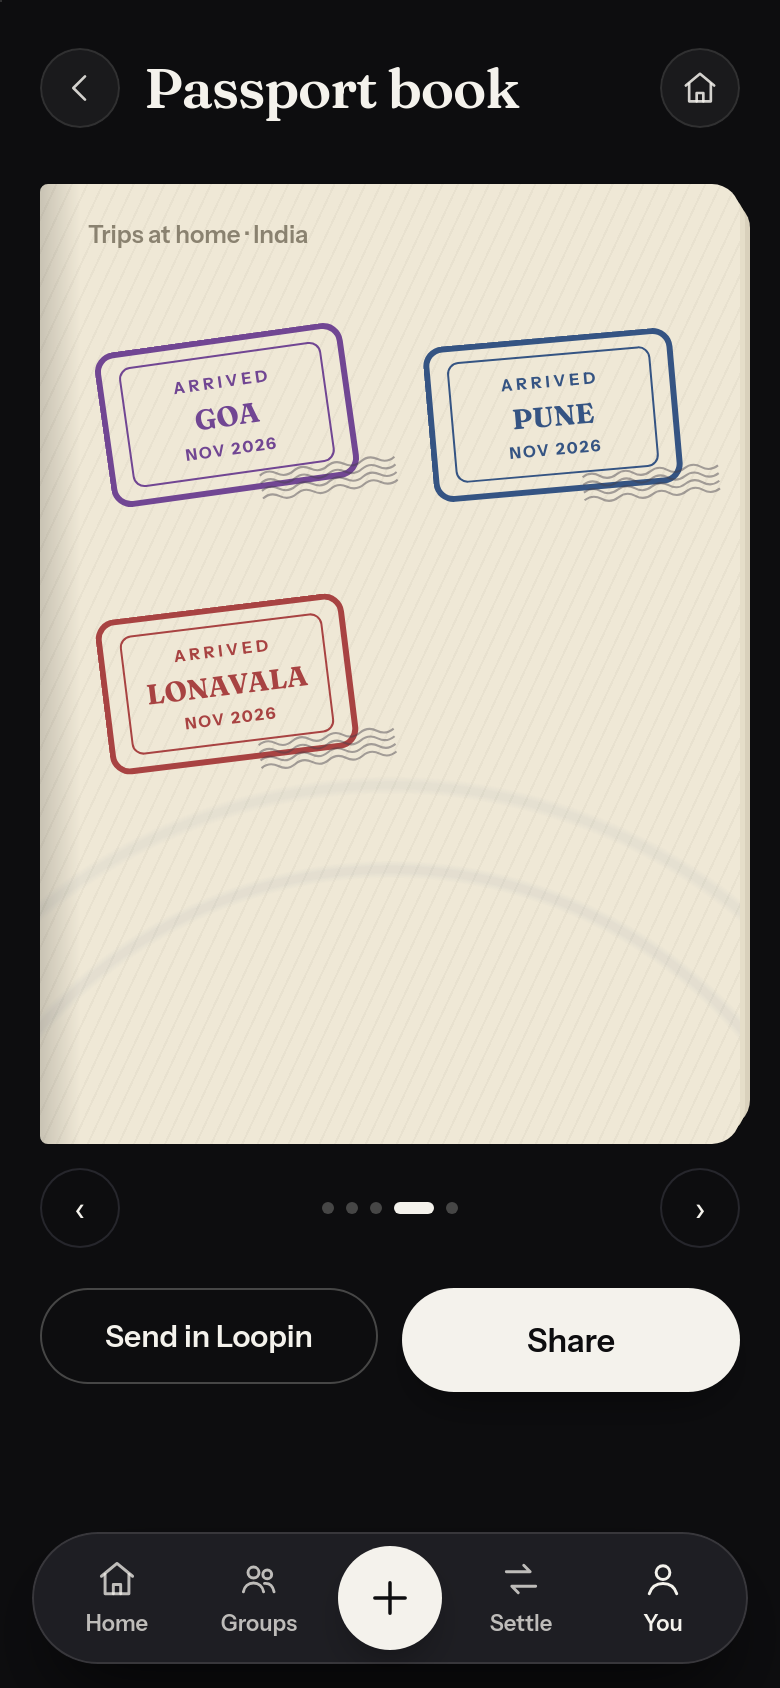 Passport book
Trips at home · India
ARRIVED
GOA
NOV 2026
ARRIVED
PUNE
NOV 2026
ARRIVED
LONAVALA
NOV 2026
Send in Loopin
Share
Home
Groups
Settle
You